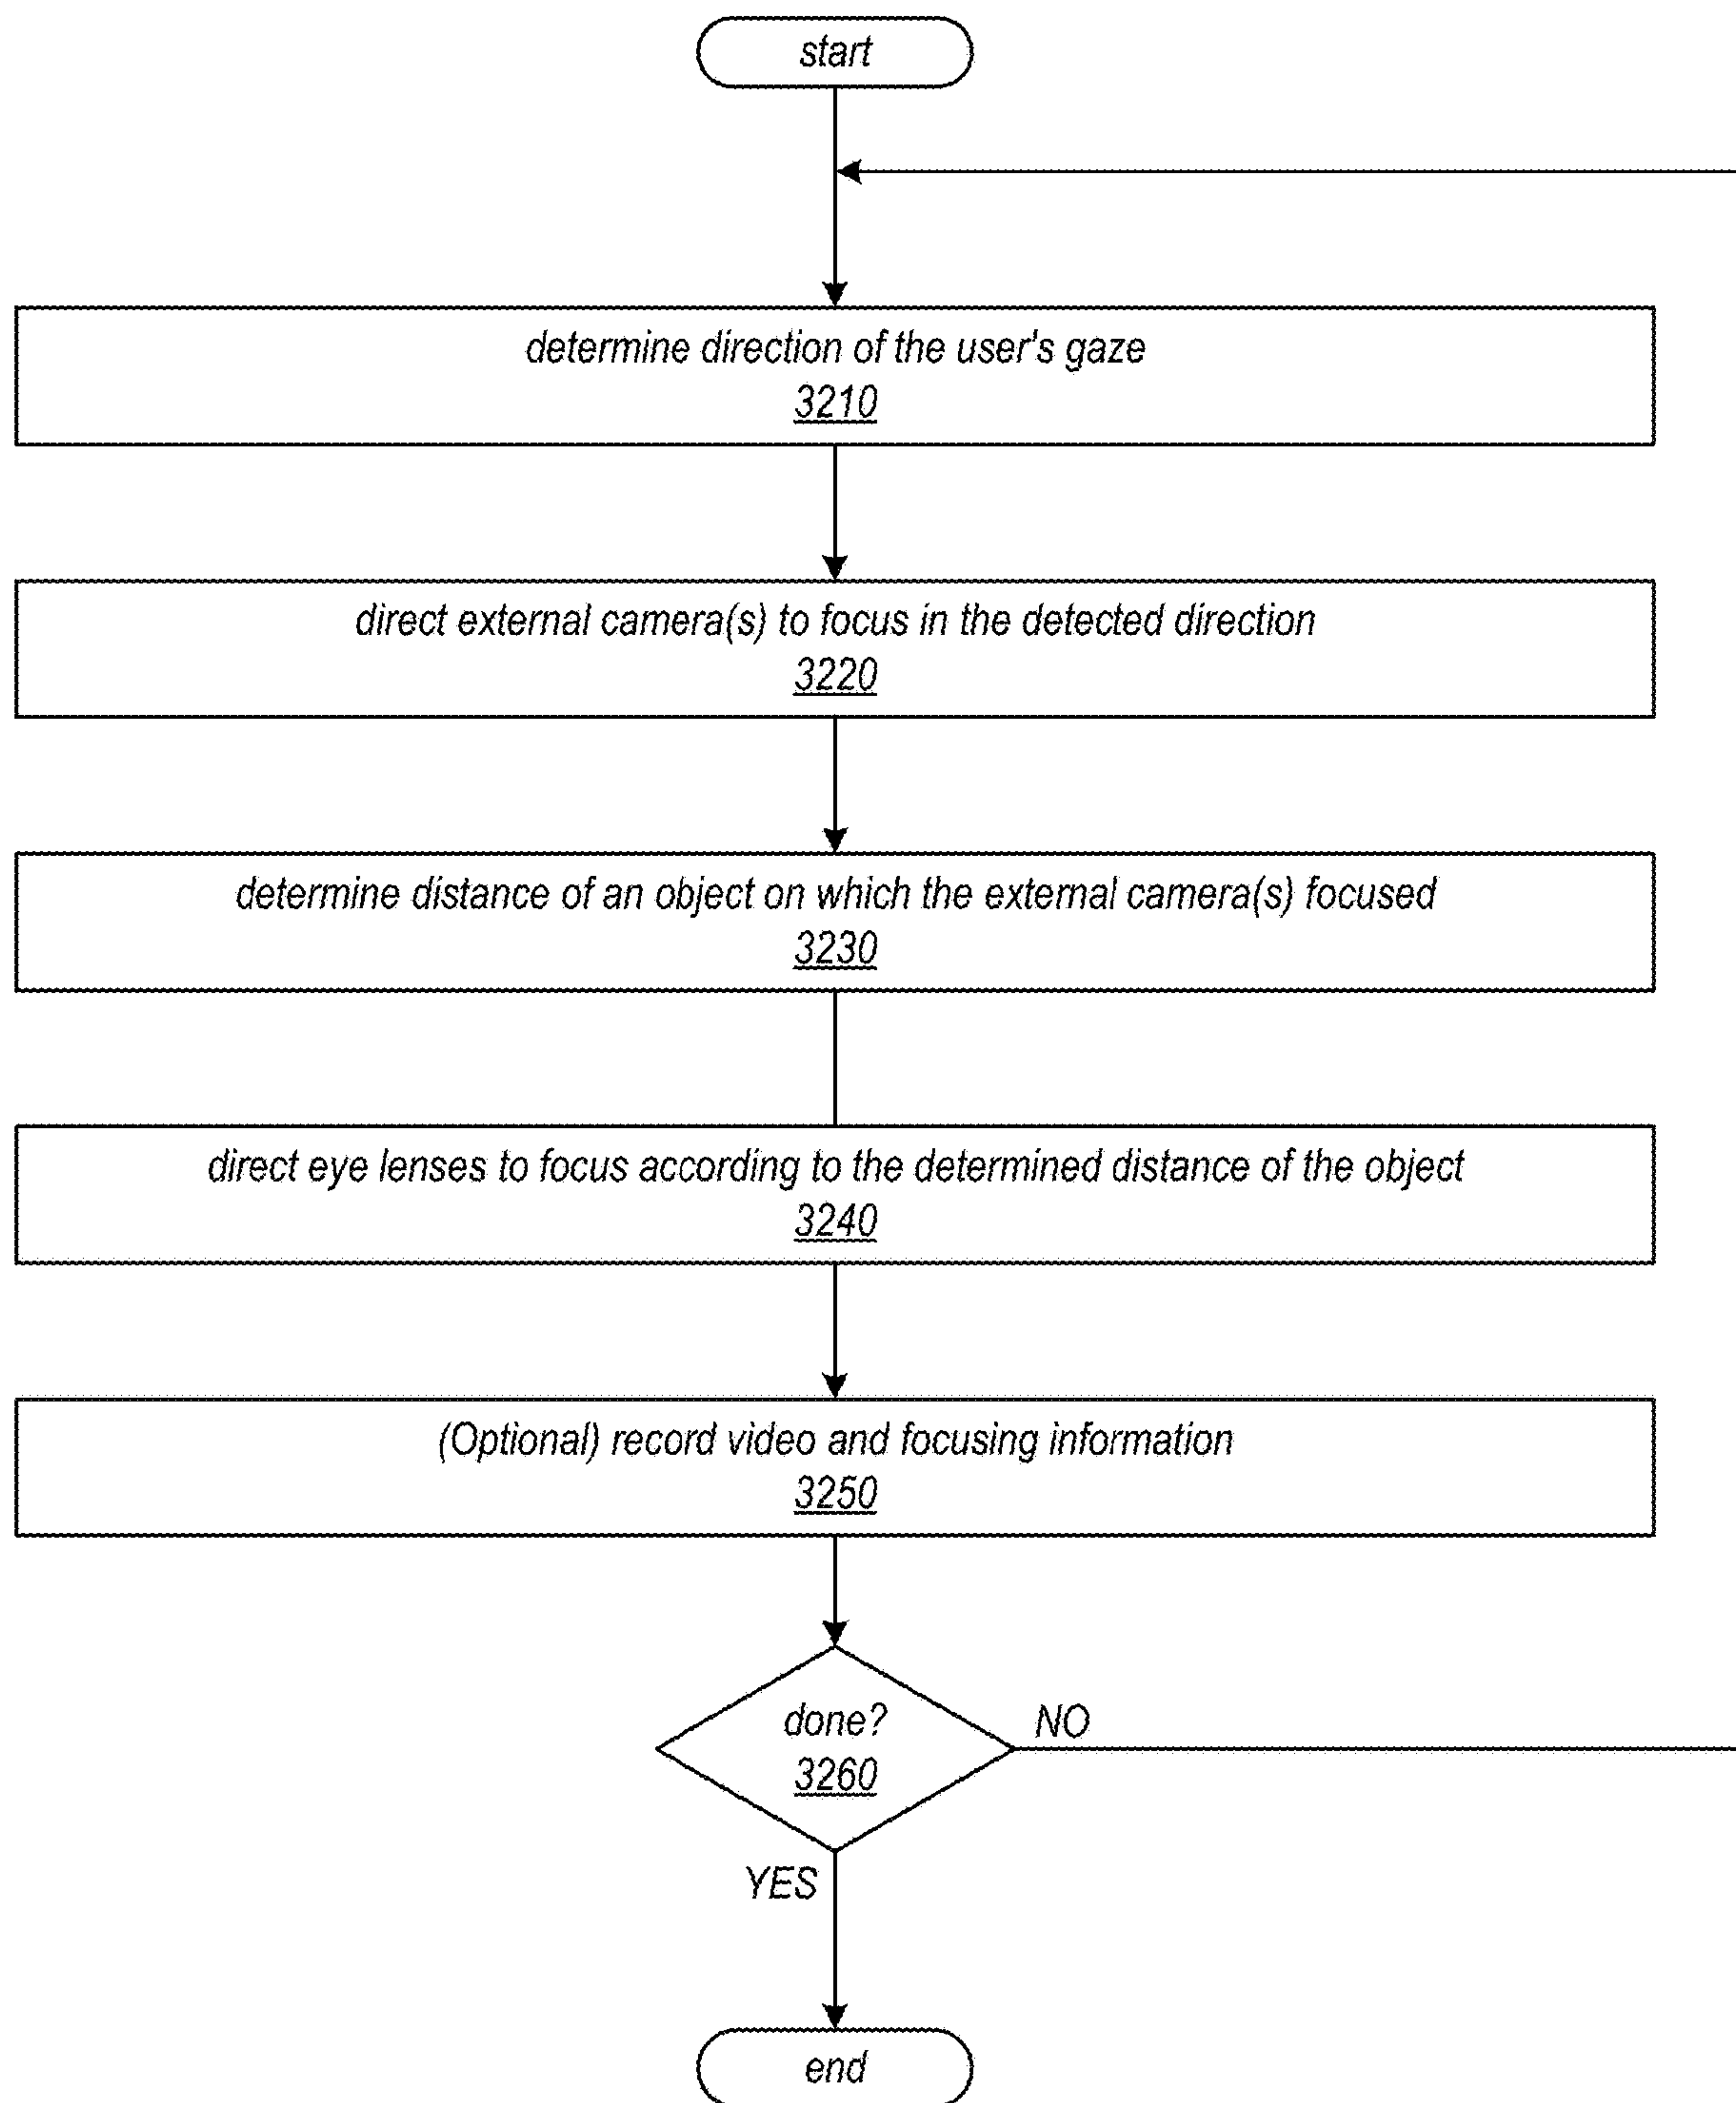 start
determine direction of the user's gaze
3210
direct external camera(s) to focus in the detected direction
3220
determine distance of an object on which the external camera(s) focused
3230
direct eye lenses to focus according to the determined distance of the object
3240
(Optional) record video and focusing information
3250
done?
3260
NO
YES
end